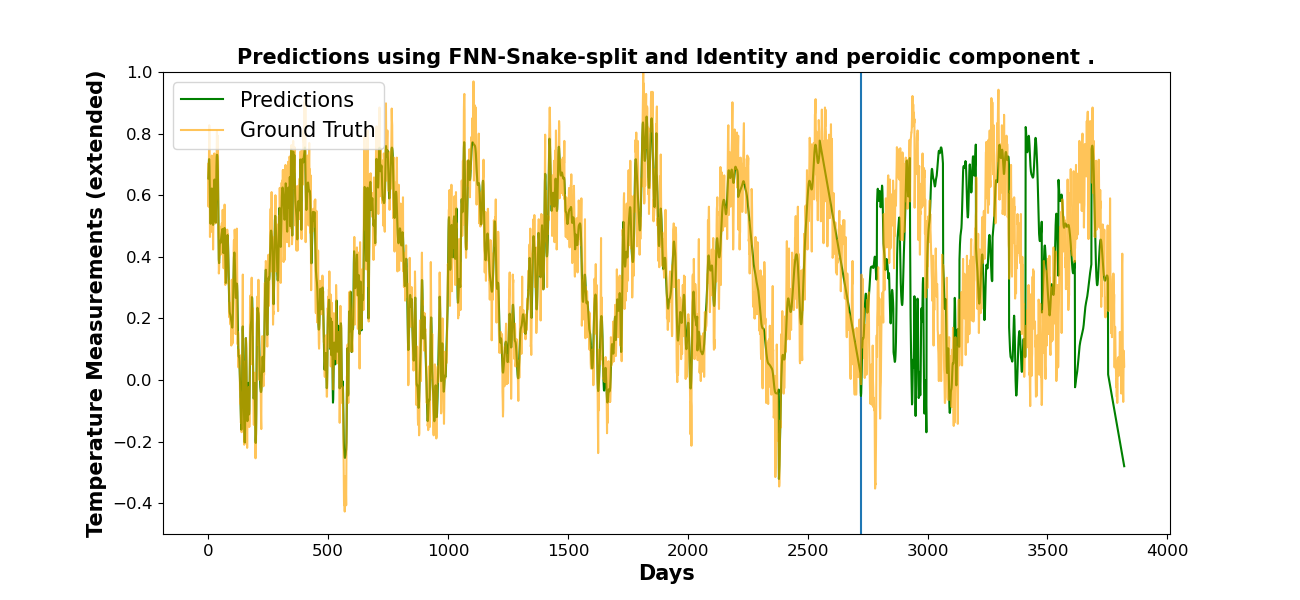 Predictions using FNN-Snake-split and Identity and peroidic component .
Predictions
Ground Truth
Temperature Measurements (extended)
1.0
0.8
0.6
0.4
0.2
0.0
−0.2
−0.4
0 500 1000 1500 2000 2500 3000 3500 4000
Days